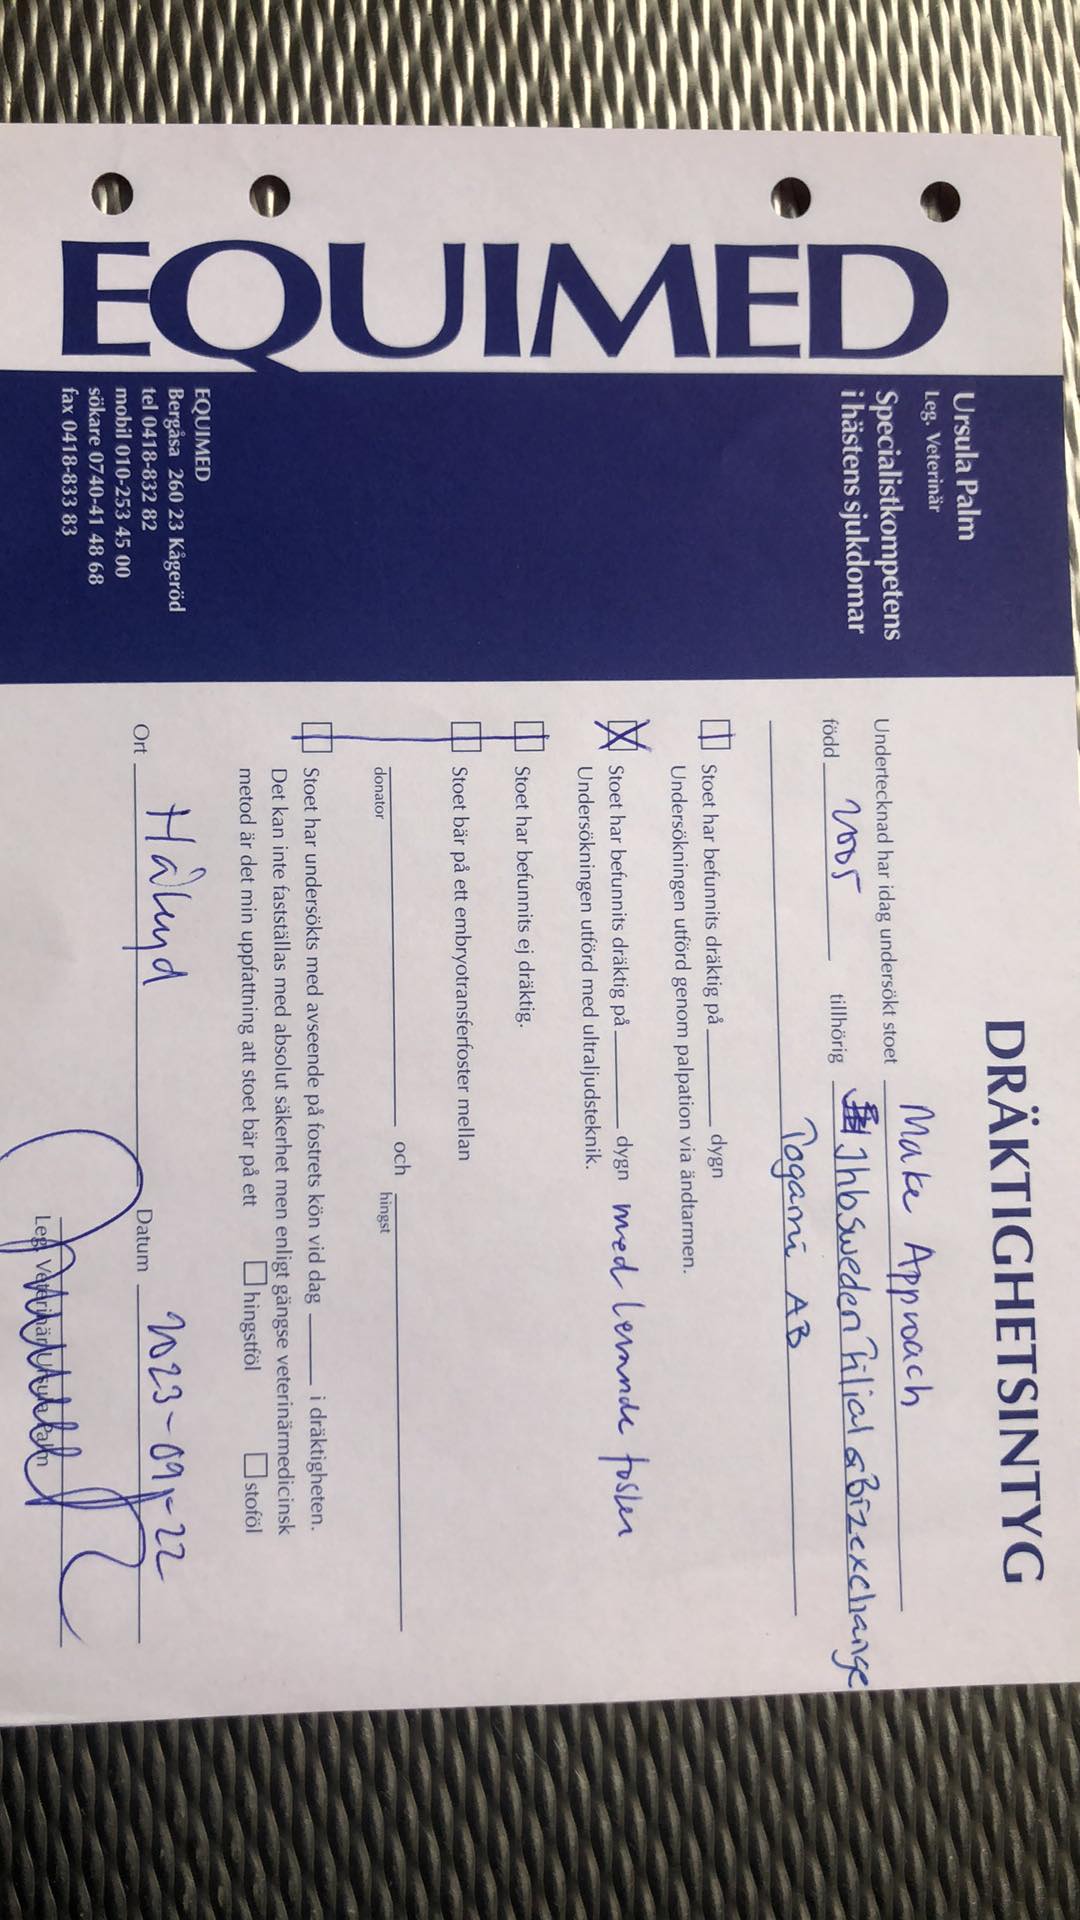 EQUIMED
Ursula Palm
Leg. Veterinär
Specialistkompetens
i hästens sjukdomar
EQUIMED
Bergåsa 260 23 Kågeröd
tel 0418-832 82
mobil 010-253 45 00
sökare 0740-41 48 68
fax 0418-833 83
DRÄKTIGHETSINTYG
Undertecknad har idag undersökt stoet Make Approach
född 2005 tillhörig Jhb Sweden Filial & Bizexchange
Togami AB
Stoet har befunnits dräktig på dygn
Undersökningen utförd genom palpation via ändtarmen.
Stoet har befunnits dräktig på dygn med levande foster
Undersökningen utförd med ultraljudsteknik.
Stoet har befunnits ej dräktig.
Stoet bär på ett embryotransferfoster mellan
och
donator hingst
Stoet har undersökts med avseende på fostrets kön vid dag i dräktigheten.
Det kan inte fastställas med absolut säkerhet men enligt gängse veterinärmedicinsk
metod är det min uppfattning att stoet bär på ett hingstföl stoföl
Ort Datum 2023-09-22
Leg. Veterinär Ursula Palm